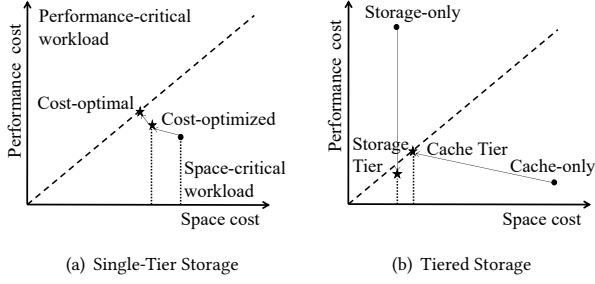 Performance cost
Performance-critical
workload
Cost-optimal
Cost-optimized
Space-critical
workload
Space cost
(a) Single-Tier Storage
Performance cost
Storage-only
Storage
Tier
Cache Tier
Cache-only
Space cost
(b) Tiered Storage